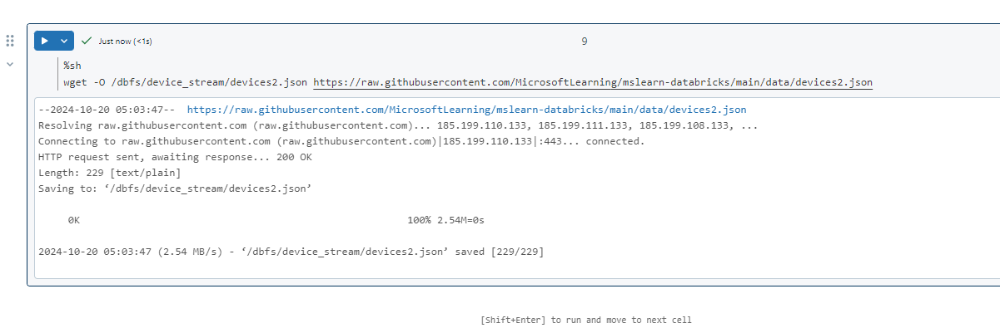 Just now (<1s)
9
%sh
wget -O /dbfs/device_stream/devices2.json https://raw.githubusercontent.com/MicrosoftLearning/mslearn-databricks/main/data/devices2.json
--2024-10-20 05:03:47--  https://raw.githubusercontent.com/MicrosoftLearning/mslearn-databricks/main/data/devices2.json
Resolving raw.githubusercontent.com (raw.githubusercontent.com)... 185.199.110.133, 185.199.111.133, 185.199.108.133, ...
Connecting to raw.githubusercontent.com (raw.githubusercontent.com)|185.199.110.133|:443... connected.
HTTP request sent, awaiting response... 200 OK
Length: 229 [text/plain]
Saving to: ‘/dbfs/device_stream/devices2.json’
0K                                                       100% 2.54M=0s
2024-10-20 05:03:47 (2.54 MB/s) - ‘/dbfs/device_stream/devices2.json’ saved [229/229]
[Shift+Enter] to run and move to next cell